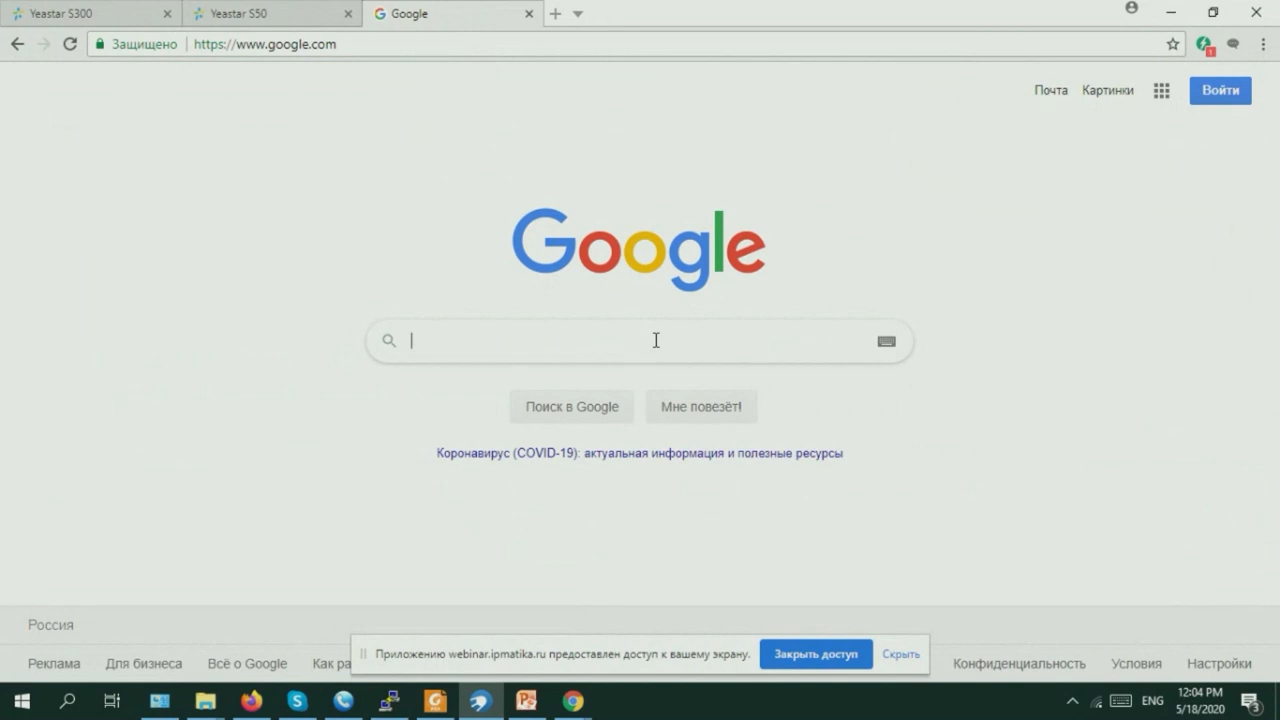 Yeastar S300
Yeastar S50
Google
Защищено
https://www.google.com
Почта
Картинки
Войти
Google
Поиск в Google
Мне повезёт!
Коронавирус (COVID-19): актуальная информация и полезные ресурсы
Россия
Приложению webinar.ipmatika.ru предоставлен доступ к вашему экрану.
Закрыть доступ
Скрыть
Реклама
Для бизнеса
Всё о Google
Как ра
Конфиденциальность
Условия
Настройки
ENG
12:04 PM
5/18/2020